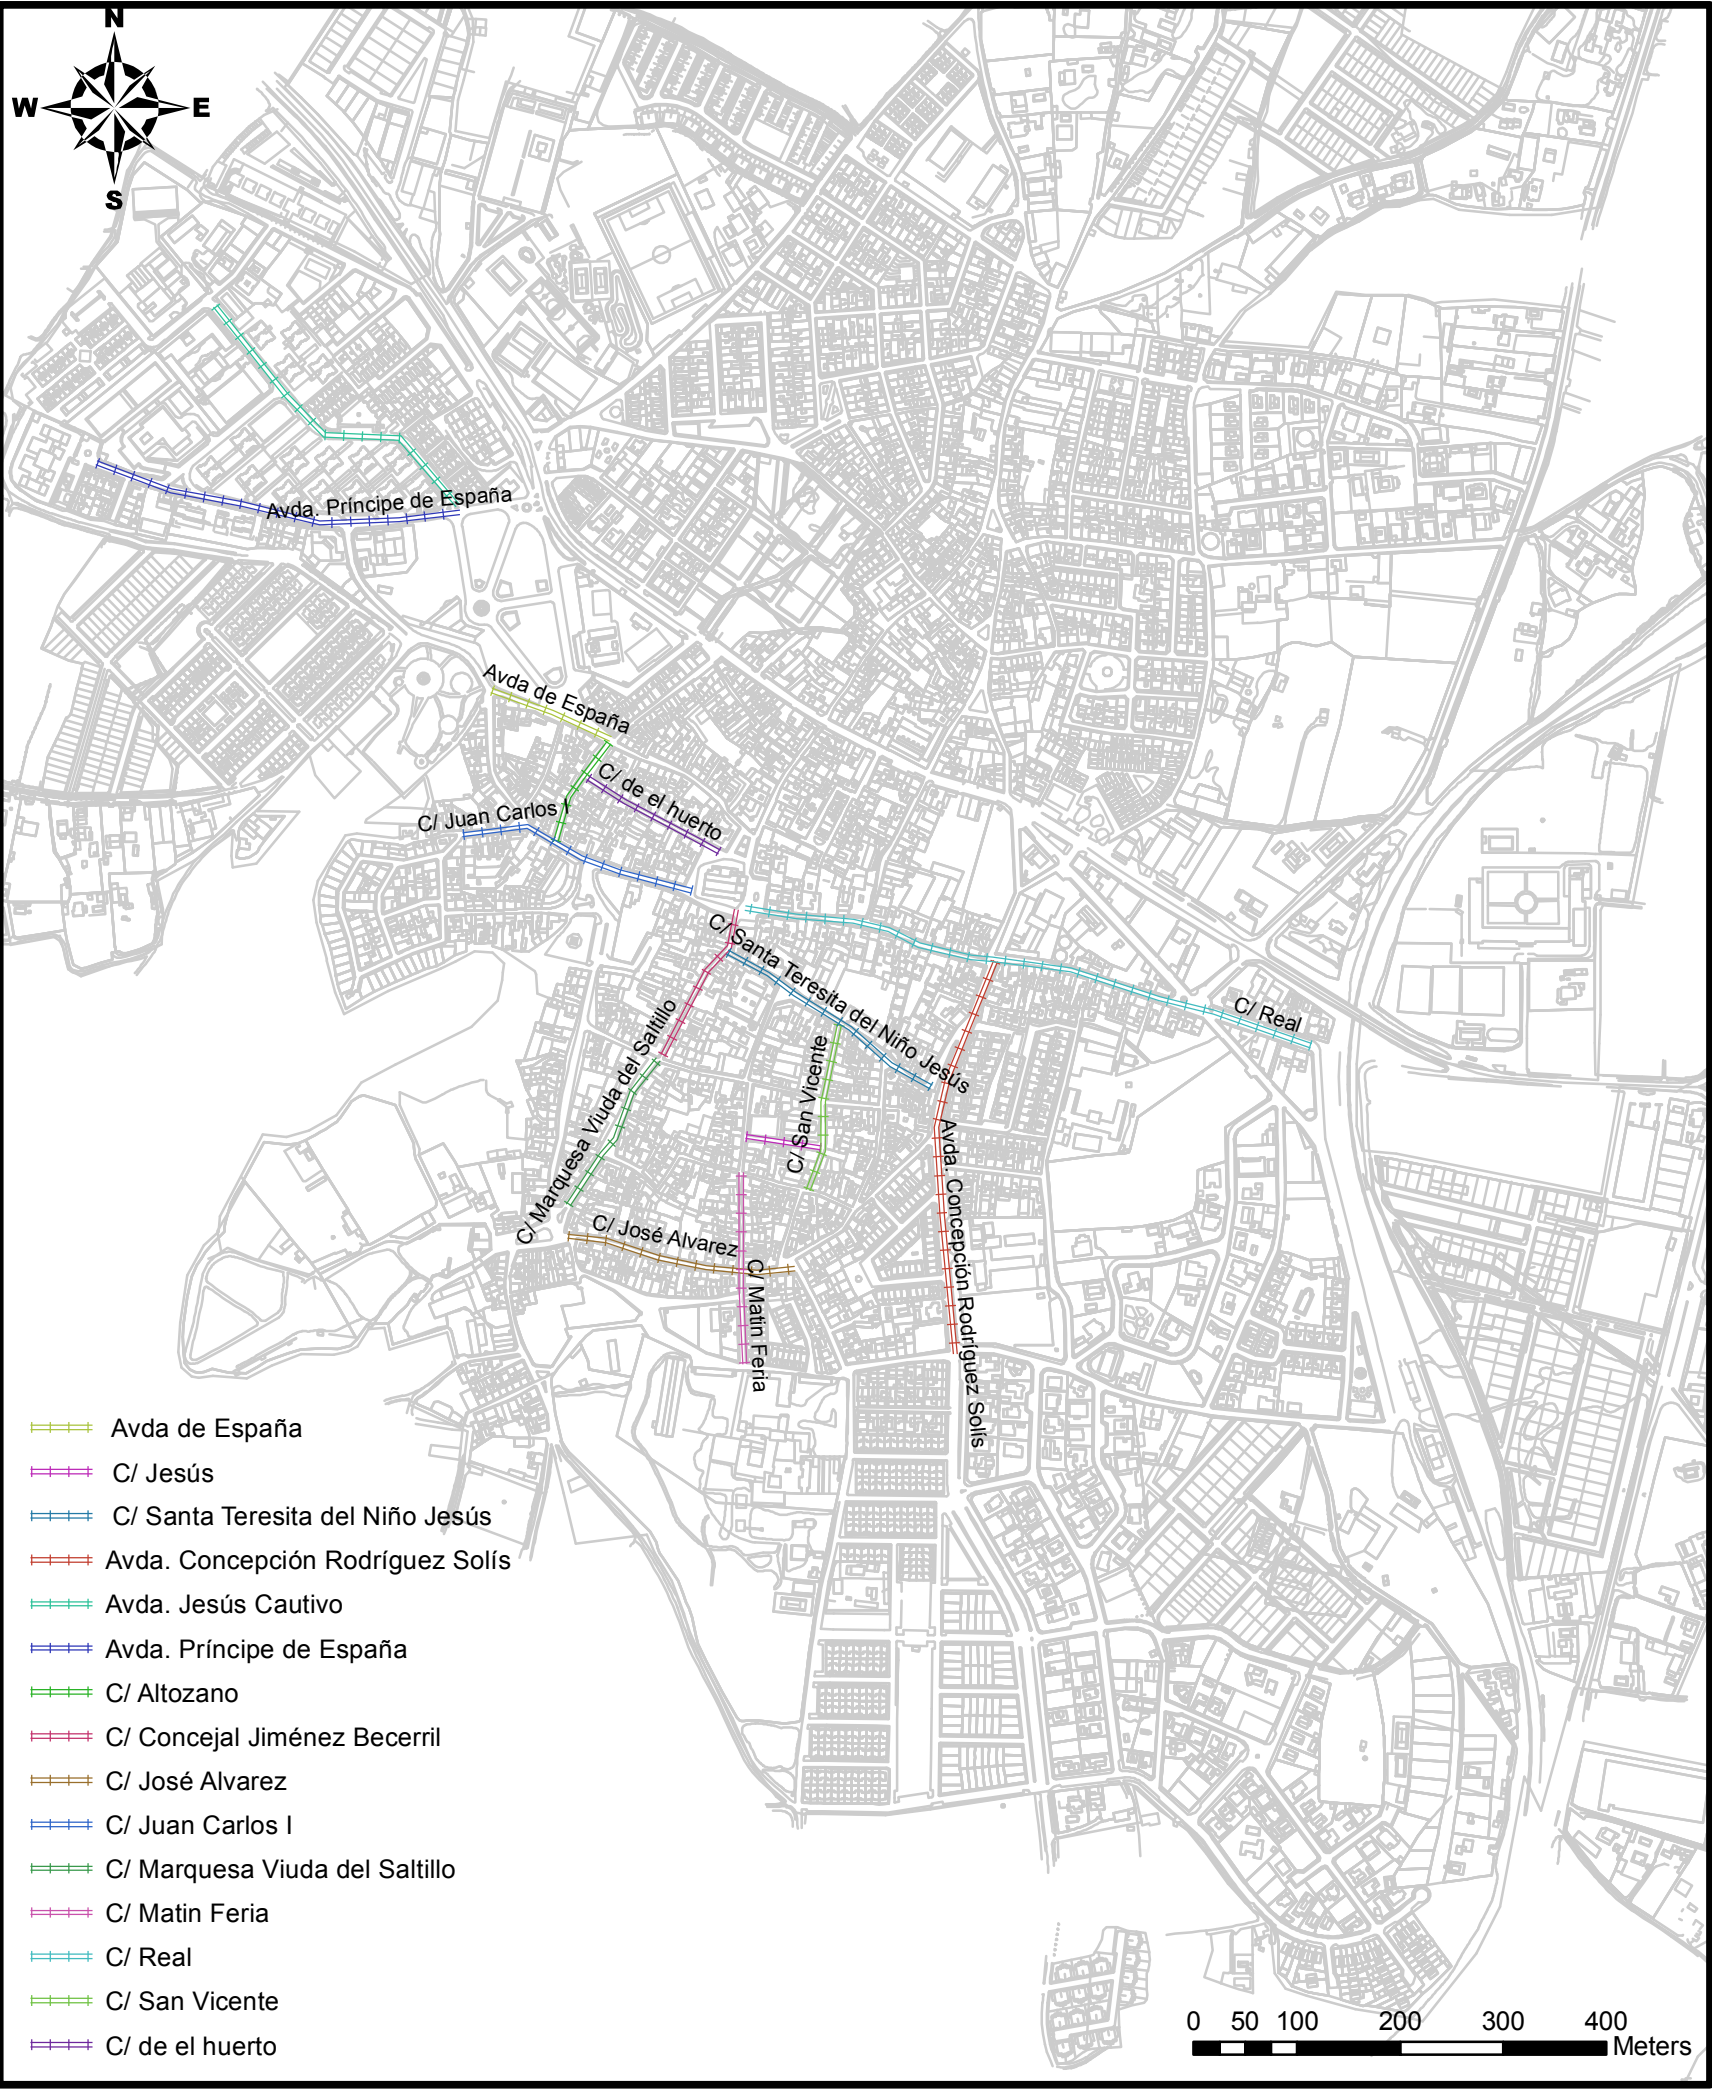 N
W E
S
Avda. Príncipe de España
Avda de España
C/ de el huerto
C/ Juan Carlos I
C/ Santa Teresita del Niño Jesús
C/ Real
C/ Marquesa Viuda del Saltillo
C/ San Vicente
Avda. Concepción Rodríguez Solís
C/ José Alvarez
C/ Matin Feria
Avda de España
C/ Jesús
C/ Santa Teresita del Niño Jesús
Avda. Concepción Rodríguez Solís
Avda. Jesús Cautivo
Avda. Príncipe de España
C/ Altozano
C/ Concejal Jiménez Becerril
C/ José Alvarez
C/ Juan Carlos I
C/ Marquesa Viuda del Saltillo
C/ Matin Feria
C/ Real
C/ San Vicente
C/ de el huerto
0 50 100 200 300 400
Meters